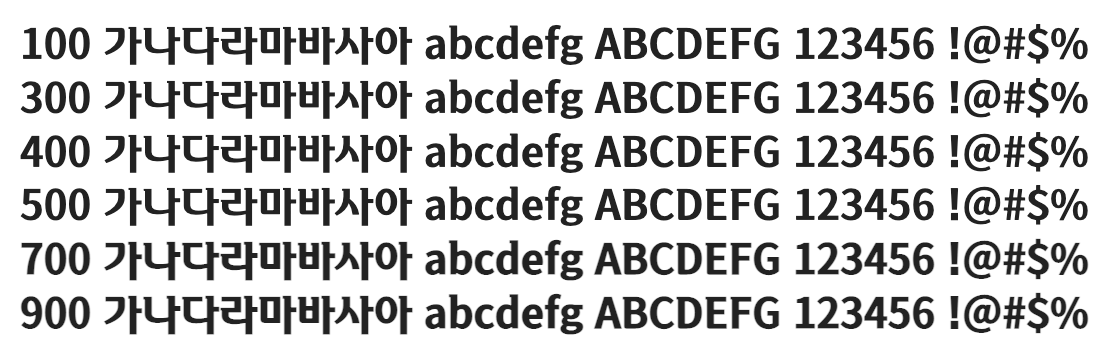 100 가나다라마바사아 abcdefg ABCDEFG 123456 !@#$%
300 가나다라마바사아 abcdefg ABCDEFG 123456 !@#$%
400 가나다라마바사아 abcdefg ABCDEFG 123456 !@#$%
500 가나다라마바사아 abcdefg ABCDEFG 123456 !@#$%
700 가나다라마바사아 abcdefg ABCDEFG 123456 !@#$%
900 가나다라마바사아 abcdefg ABCDEFG 123456 !@#$%